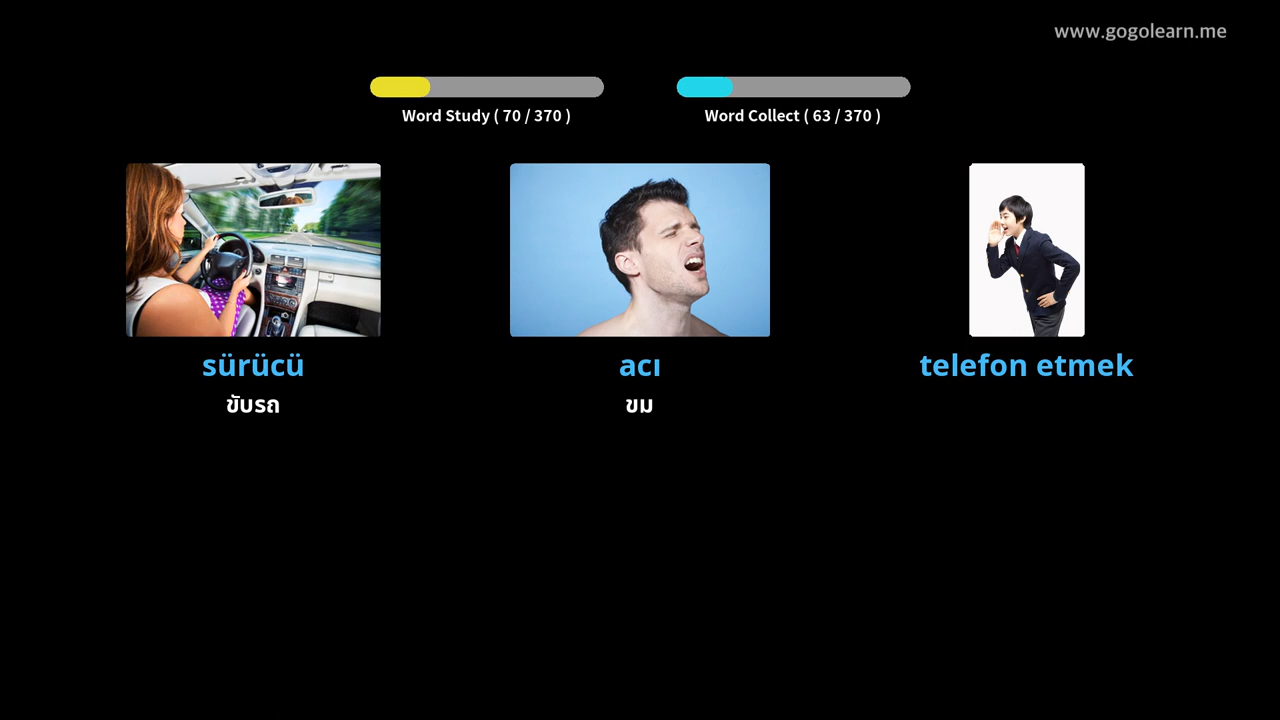 www.gogolearn.me
Word Study ( 70 / 370 )
Word Collect ( 63 / 370 )
sürücü
acı
telefon etmek
ขับรถ
ขม